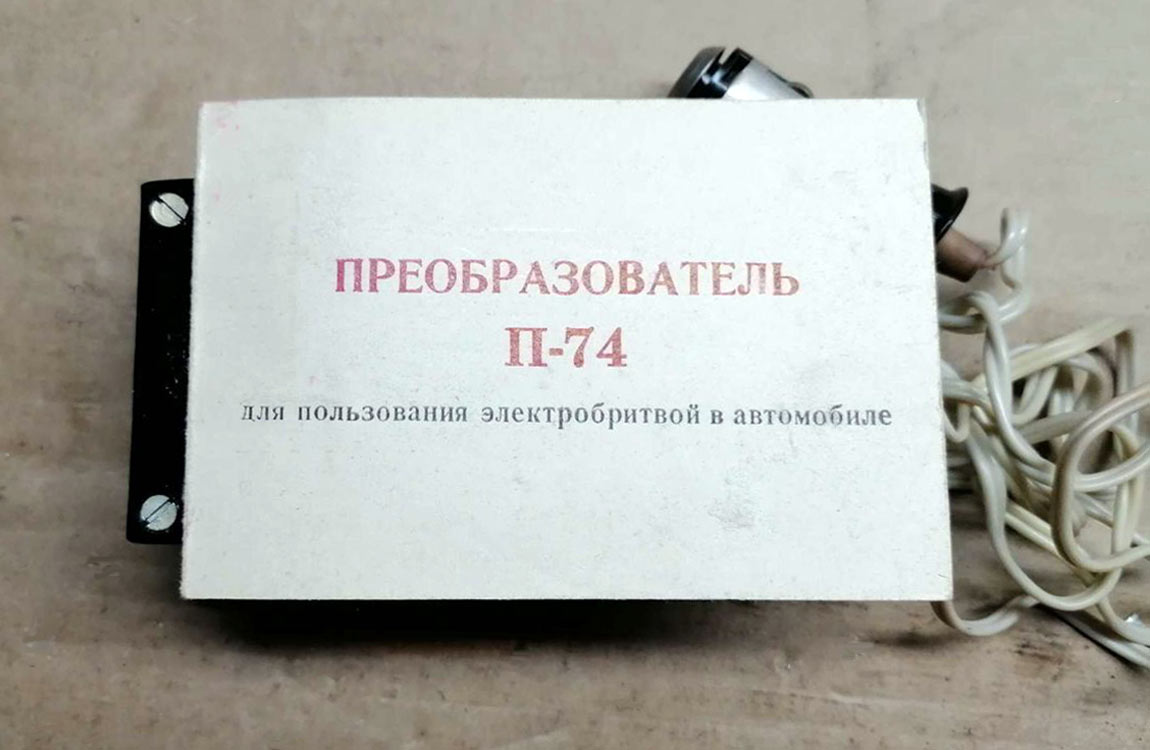 ПРЕОБРАЗОВАТЕЛЬ
П-74
для пользования электробритвой в автомобиле